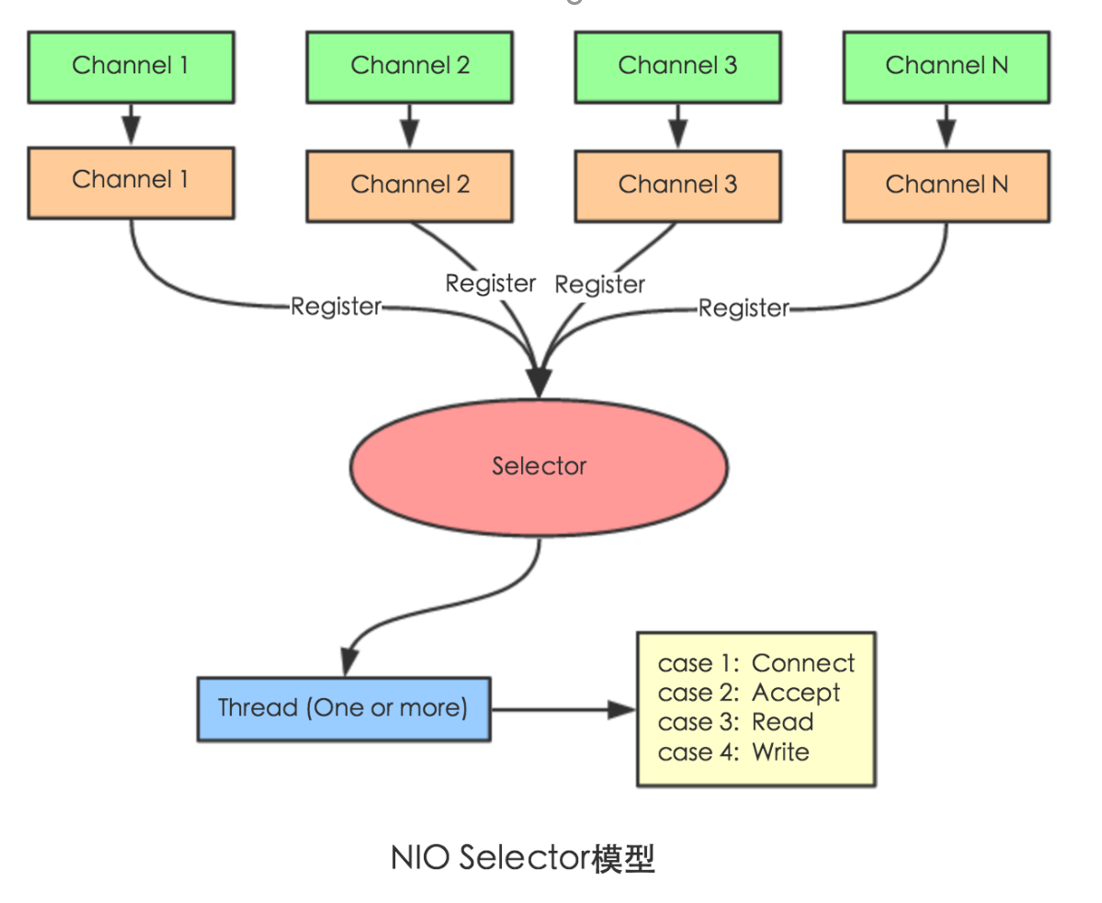 Channel 1
Channel 2
Channel 3
Channel N
Channel 1
Channel 2
Channel 3
Channel N
Register
Register
Register
Register
Selector
Thread (One or more)
case 1: Connect
case 2: Accept
case 3: Read
case 4: Write
NIO Selector模型